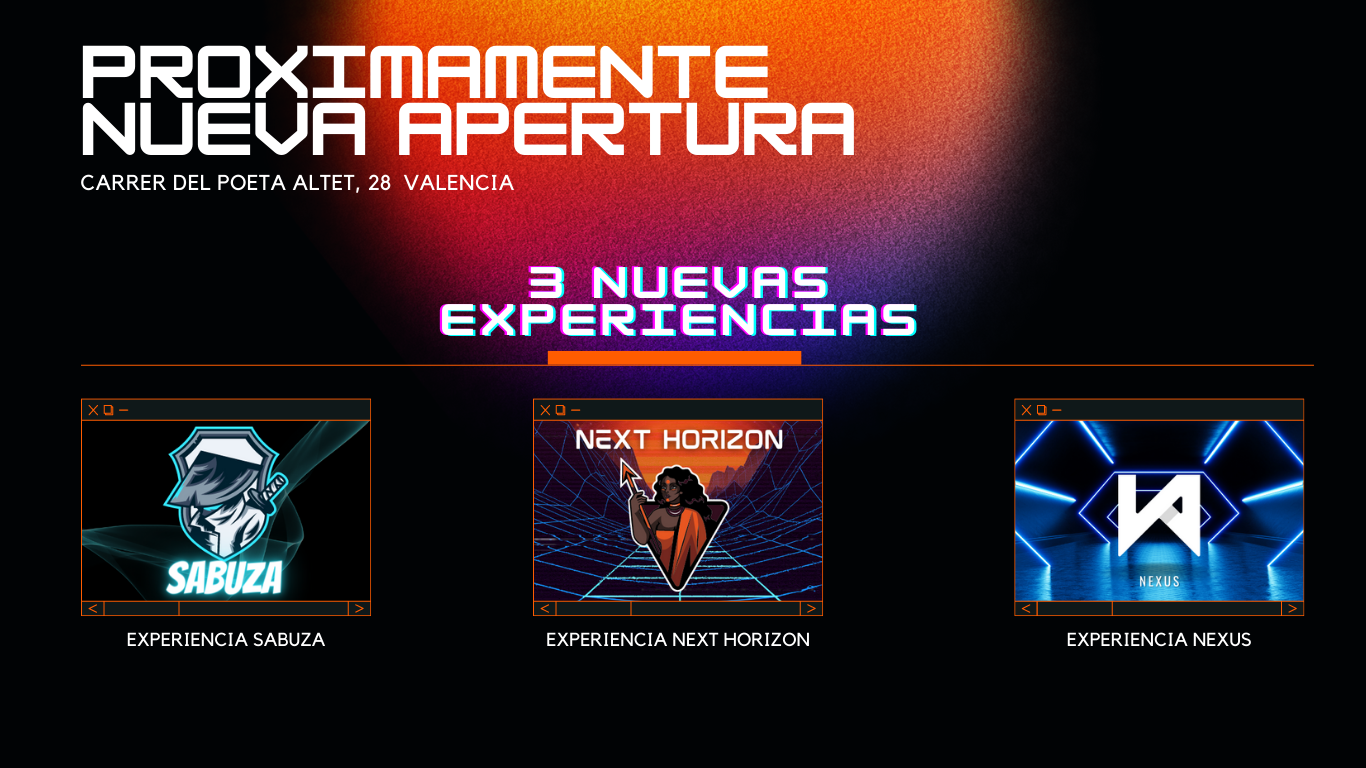 PROXIMAMENTE
NUEVA APERTURA
CARRER DEL POETA ALTET, 28 VALENCIA
3 NUEVAS
EXPERIENCIAS
SABUZA
EXPERIENCIA SABUZA
NEXT HORIZON
EXPERIENCIA NEXT HORIZON
NEXUS
EXPERIENCIA NEXUS